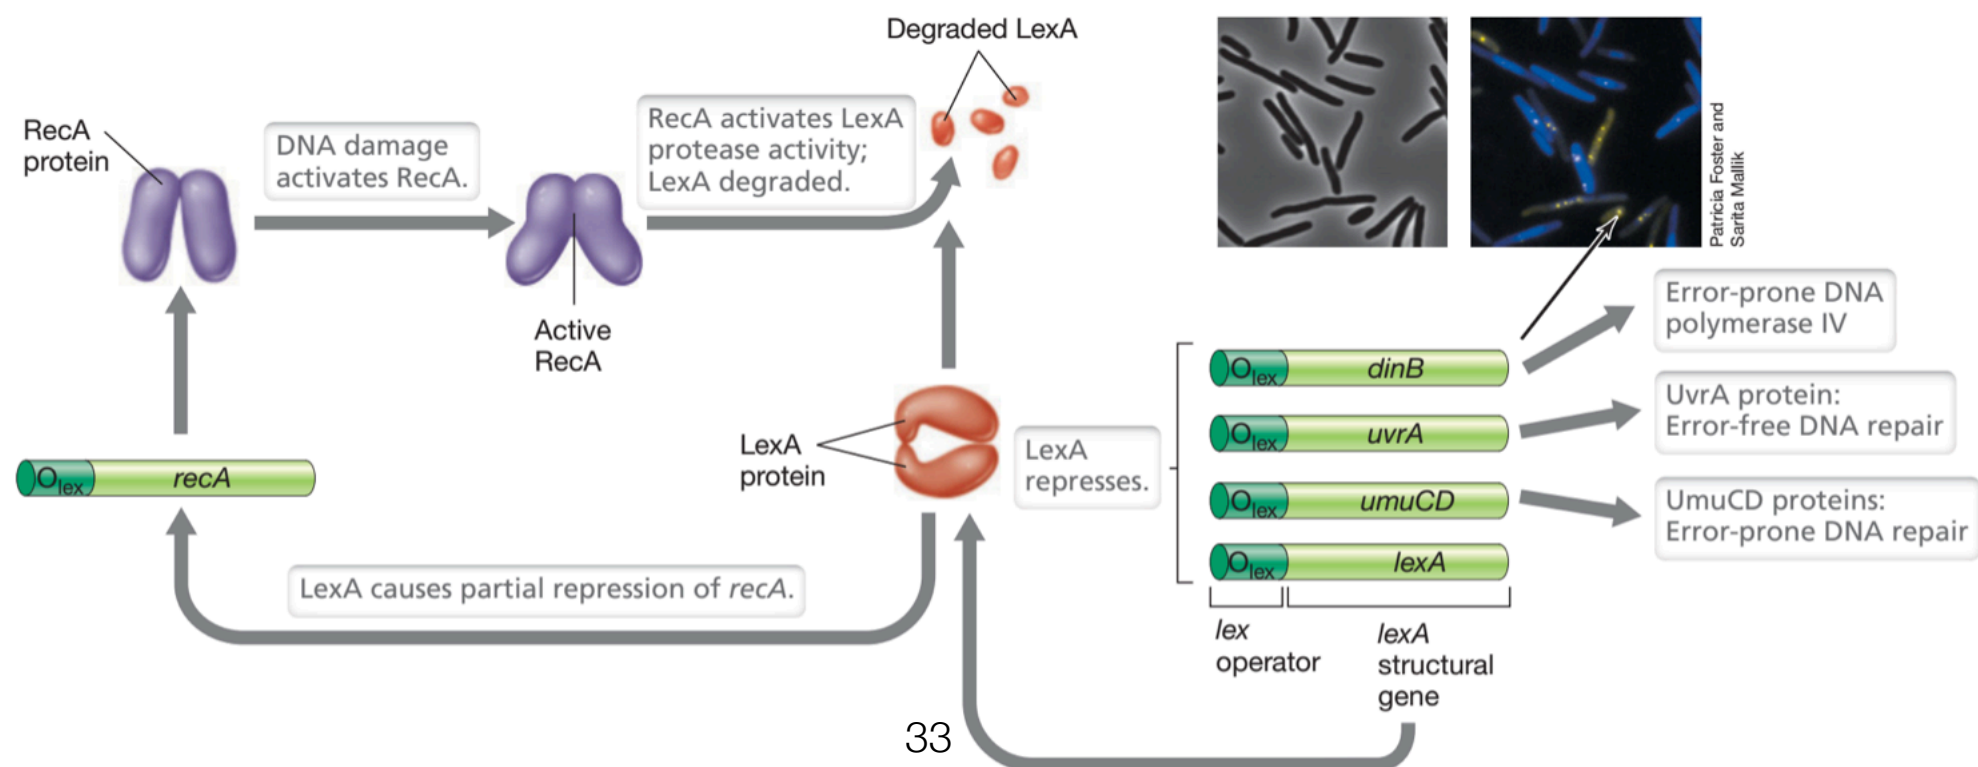 Degraded LexA
RecA
protein
DNA damage
activates RecA.
RecA activates LexA
protease activity;
LexA degraded.
Active
RecA
Patricia Foster and
Sarita Mallik
Olex recA
LexA
protein
LexA
represses.
Olex dinB
Olex uvrA
Olex umuCD
Olex lexA
Error-prone DNA
polymerase IV
UvrA protein:
Error-free DNA repair
UmuCD proteins:
Error-prone DNA repair
LexA causes partial repression of recA.
lex
operator
lexA
structural
gene
33